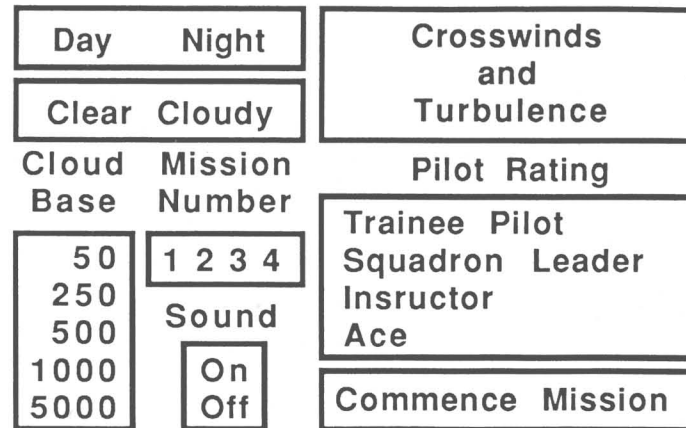 Day Night
Clear Cloudy
Cloud Mission
Base Number
50
250
500
1000
5000
1 2 3 4
Sound
On
Off
Crosswinds
and
Turbulence
Pilot Rating
Trainee Pilot
Squadron Leader
Insructor
Ace
Commence Mission